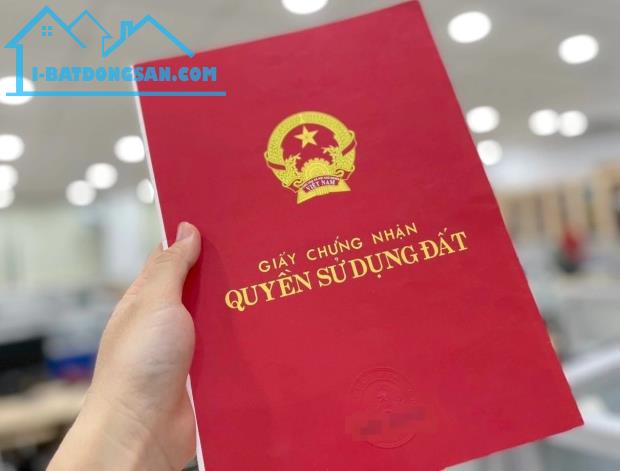 I-BATDONGSAN.COM
VIỆT NAM
GIẤY CHỨNG NHẬN
QUYỀN SỬ DỤNG ĐẤT